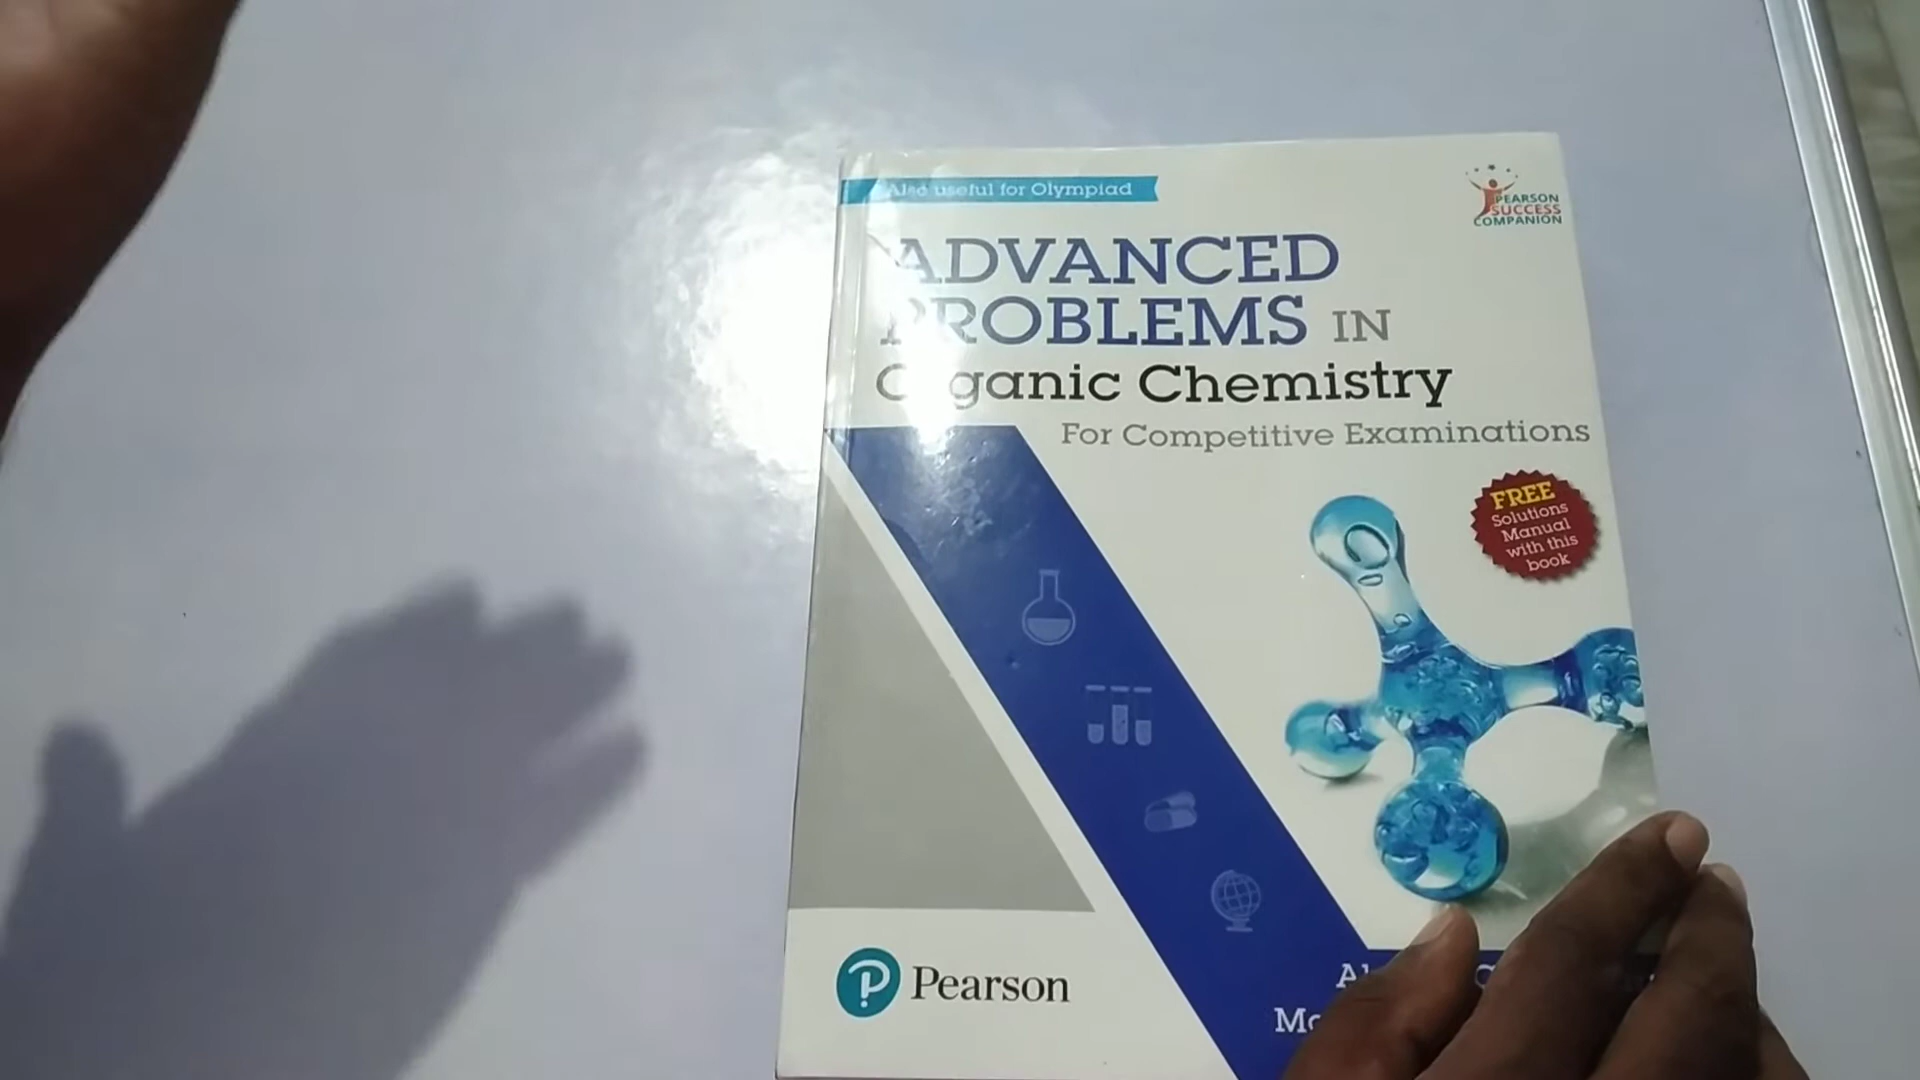 Also useful for Olympiad
PEARSON
SUCCESS
COMPANION
ADVANCED
PROBLEMS IN
Organic Chemistry
For Competitive Examinations
FREE
Solutions
Manual
with this
book
Pearson